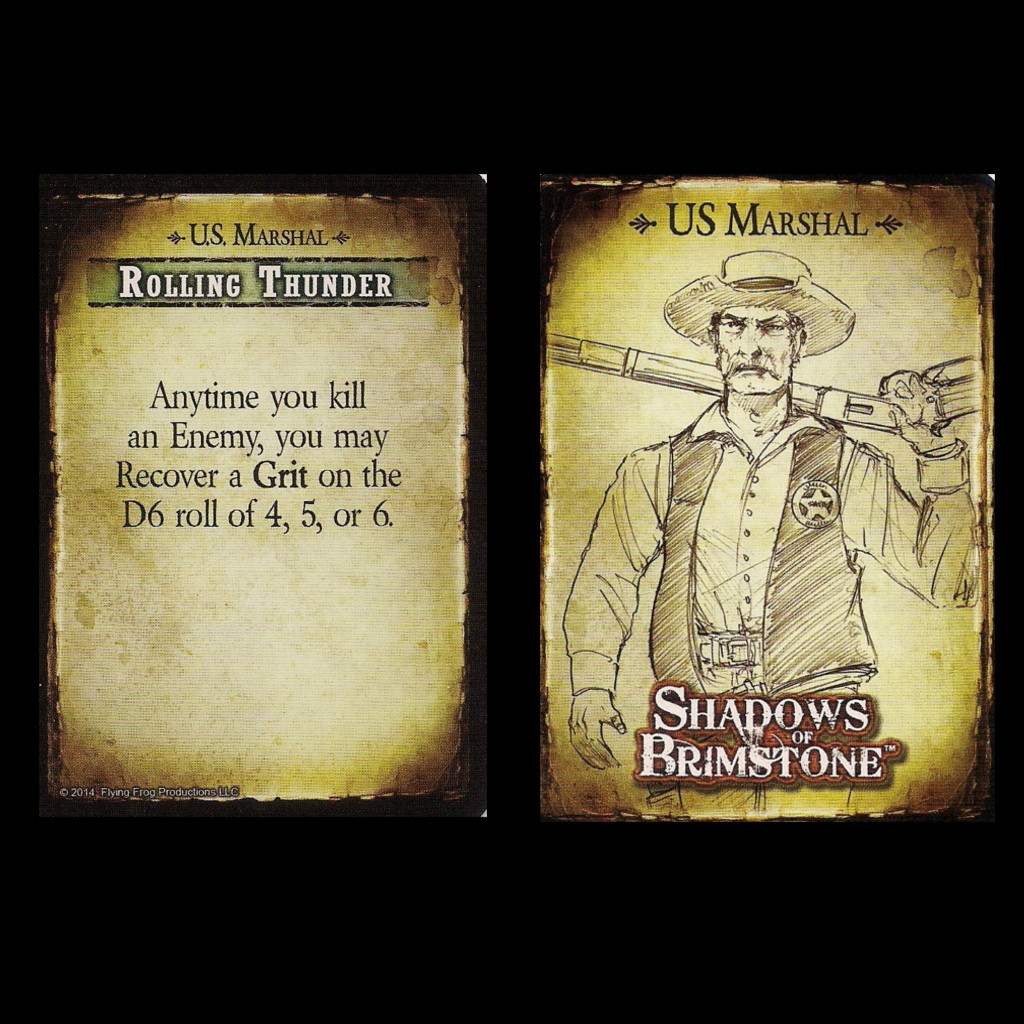 U.S. Marshal
Rolling Thunder
Anytime you kill
an Enemy, you may
Recover a Grit on the
D6 roll of 4, 5, or 6.
© 2014 Flying Frog Productions LLC
US Marshal
Shadows
of
Brimstone™